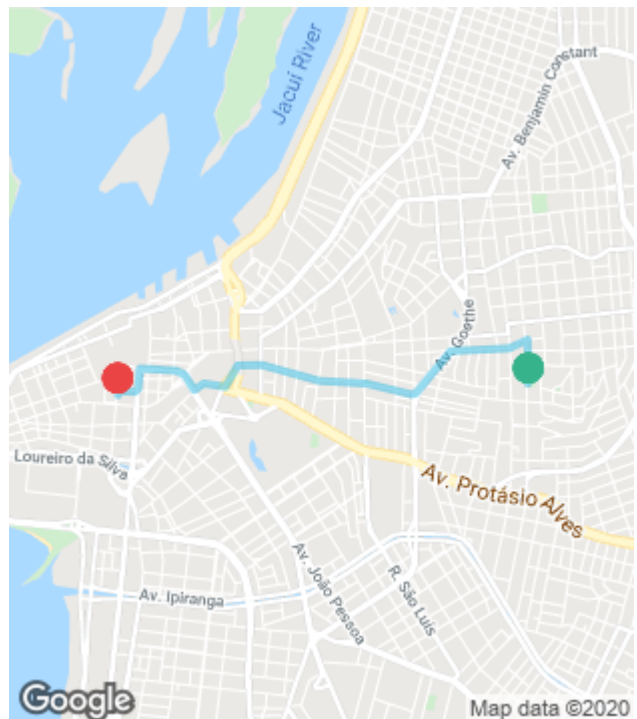 Jacuí River
Av. Benjamin Constant
Av. Goethe
Loureiro da Silva
Av. Protásio Alves
Av. João Pessoa
R. São Luís
Av. Ipiranga
Google
Map data ©2020